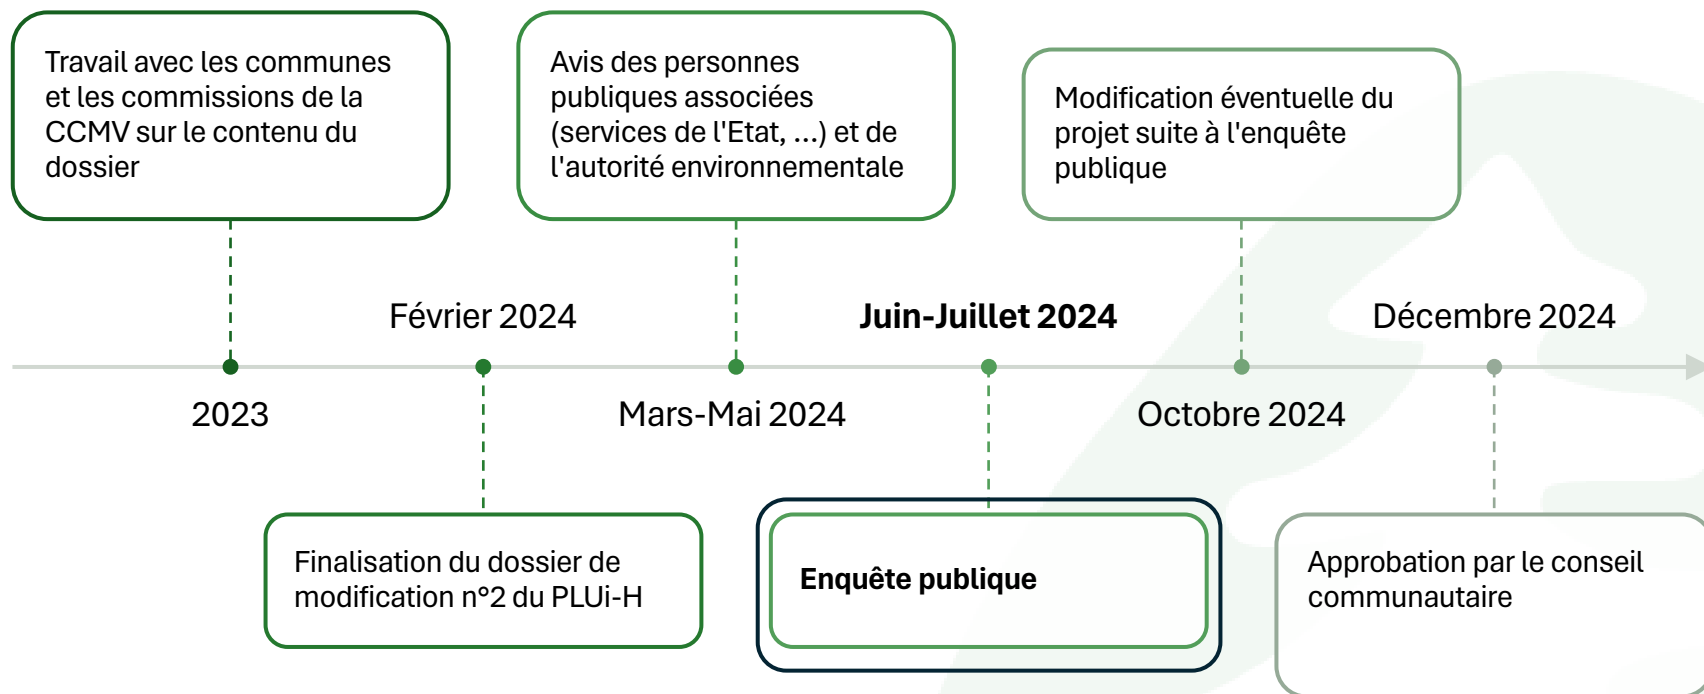 Travail avec les communes
et les commissions de la
CCMV sur le contenu du
dossier
Avis des personnes
publiques associées
(services de l'Etat, ...) et de
l'autorité environnementale
Modification éventuelle du
projet suite à l'enquête
publique
Février 2024
Juin-Juillet 2024
Décembre 2024
2023
Mars-Mai 2024
Octobre 2024
Finalisation du dossier de
modification n°2 du PLUi-H
Enquête publique
Approbation par le conseil
communautaire